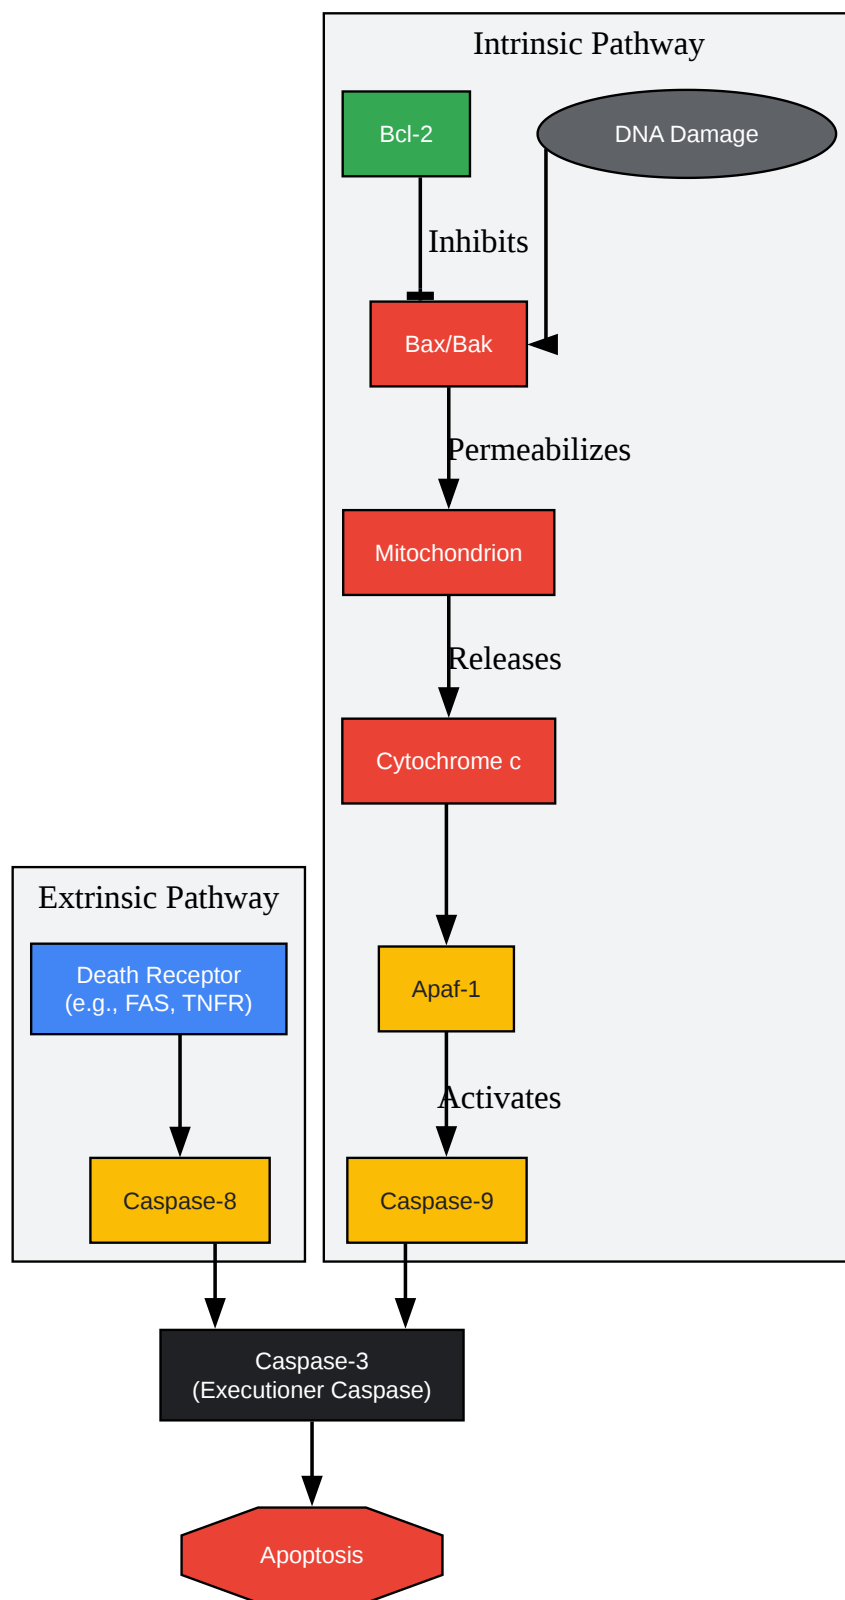 Intrinsic Pathway
Bcl-2
DNA Damage
Inhibits
Bax/Bak
Permeabilizes
Mitochondrion
Releases
Cytochrome c
Extrinsic Pathway
Death Receptor
(e.g., FAS, TNFR)
Apaf-1
Activates
Caspase-8
Caspase-9
Caspase-3
(Executioner Caspase)
Apoptosis